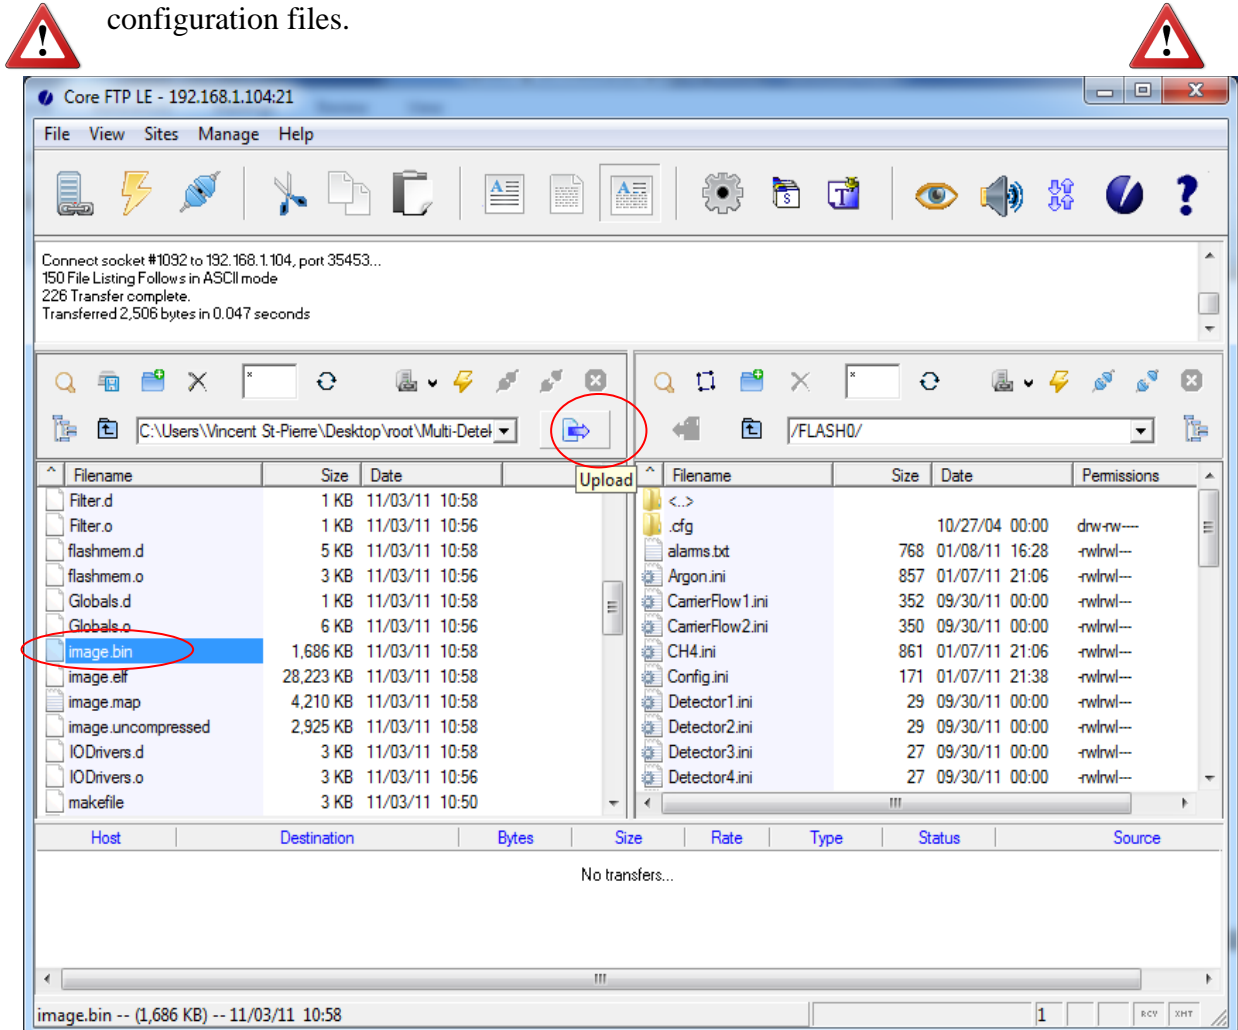 configuration files.
Core FTP LE - 192.168.1.104:21
File View Sites Manage Help
Connect socket #1092 to 192.168.1.104, port 35453...
150 File Listing Follows in ASCII mode
226 Transfer complete.
Transferred 2,506 bytes in 0.047 seconds
C:\Users\Vincent St-Pierre\Desktop\root\Multi-Detel
/FLASH0/
Upload
^ Filename Size Date
Filter.d 1 KB 11/03/11 10:58
Filter.o 1 KB 11/03/11 10:56
flashmem.d 5 KB 11/03/11 10:58
flashmem.o 3 KB 11/03/11 10:56
Globals.d 1 KB 11/03/11 10:58
Globals.o 6 KB 11/03/11 10:56
image.bin 1,686 KB 11/03/11 10:58
image.elf 28,223 KB 11/03/11 10:58
image.map 4,210 KB 11/03/11 10:58
image.uncompressed 2,925 KB 11/03/11 10:58
IODrivers.d 3 KB 11/03/11 10:58
IODrivers.o 3 KB 11/03/11 10:56
makefile 3 KB 11/03/11 10:50
^ Filename Size Date Permissions
<..>
.cfg 10/27/04 00:00 drw-rw----
alarms.txt 768 01/08/11 16:28 -rwlrwl---
Argon.ini 857 01/07/11 21:06 -rwlrwl---
CarrierFlow1.ini 352 09/30/11 00:00 -rwlrwl---
CarrierFlow2.ini 350 09/30/11 00:00 -rwlrwl---
CH4.ini 861 01/07/11 21:06 -rwlrwl---
Config.ini 171 01/07/11 21:38 -rwlrwl---
Detector1.ini 29 09/30/11 00:00 -rwlrwl---
Detector2.ini 29 09/30/11 00:00 -rwlrwl---
Detector3.ini 27 09/30/11 00:00 -rwlrwl---
Detector4.ini 27 09/30/11 00:00 -rwlrwl---
Host Destination Bytes Size Rate Type Status Source
No transfers...
image.bin -- (1,686 KB) -- 11/03/11 10:58
1
RCV XMT